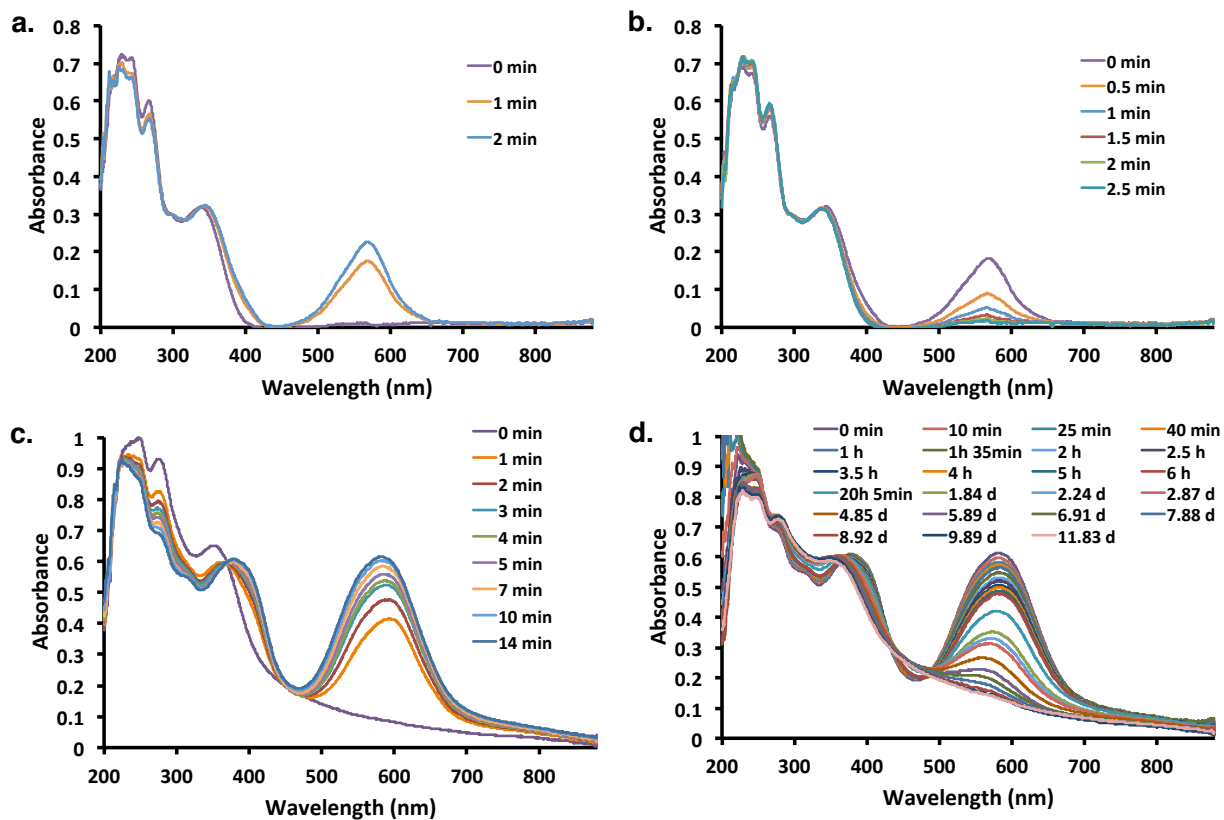 a.
0.8
0.7
0.6
0.5
0.4
0.3
0.2
0.1
0
Absorbance
200 300 400 500 600 700 800
Wavelength (nm)
0 min
1 min
2 min
b.
0.8
0.7
0.6
0.5
0.4
0.3
0.2
0.1
0
Absorbance
200 300 400 500 600 700 800
Wavelength (nm)
0 min
0.5 min
1 min
1.5 min
2 min
2.5 min
c.
1
0.9
0.8
0.7
0.6
0.5
0.4
0.3
0.2
0.1
0
Absorbance
200 300 400 500 600 700 800
Wavelength (nm)
0 min
1 min
2 min
3 min
4 min
5 min
7 min
10 min
14 min
d.
1
0.9
0.8
0.7
0.6
0.5
0.4
0.3
0.2
0.1
0
Absorbance
200 300 400 500 600 700 800
Wavelength (nm)
0 min 10 min 25 min 40 min
1 h 1h 35min 2 h 2.5 h
3.5 h 4 h 5 h 6 h
20h 5min 1.84 d 2.24 d 2.87 d
4.85 d 5.89 d 6.91 d 7.88 d
8.92 d 9.89 d 11.83 d